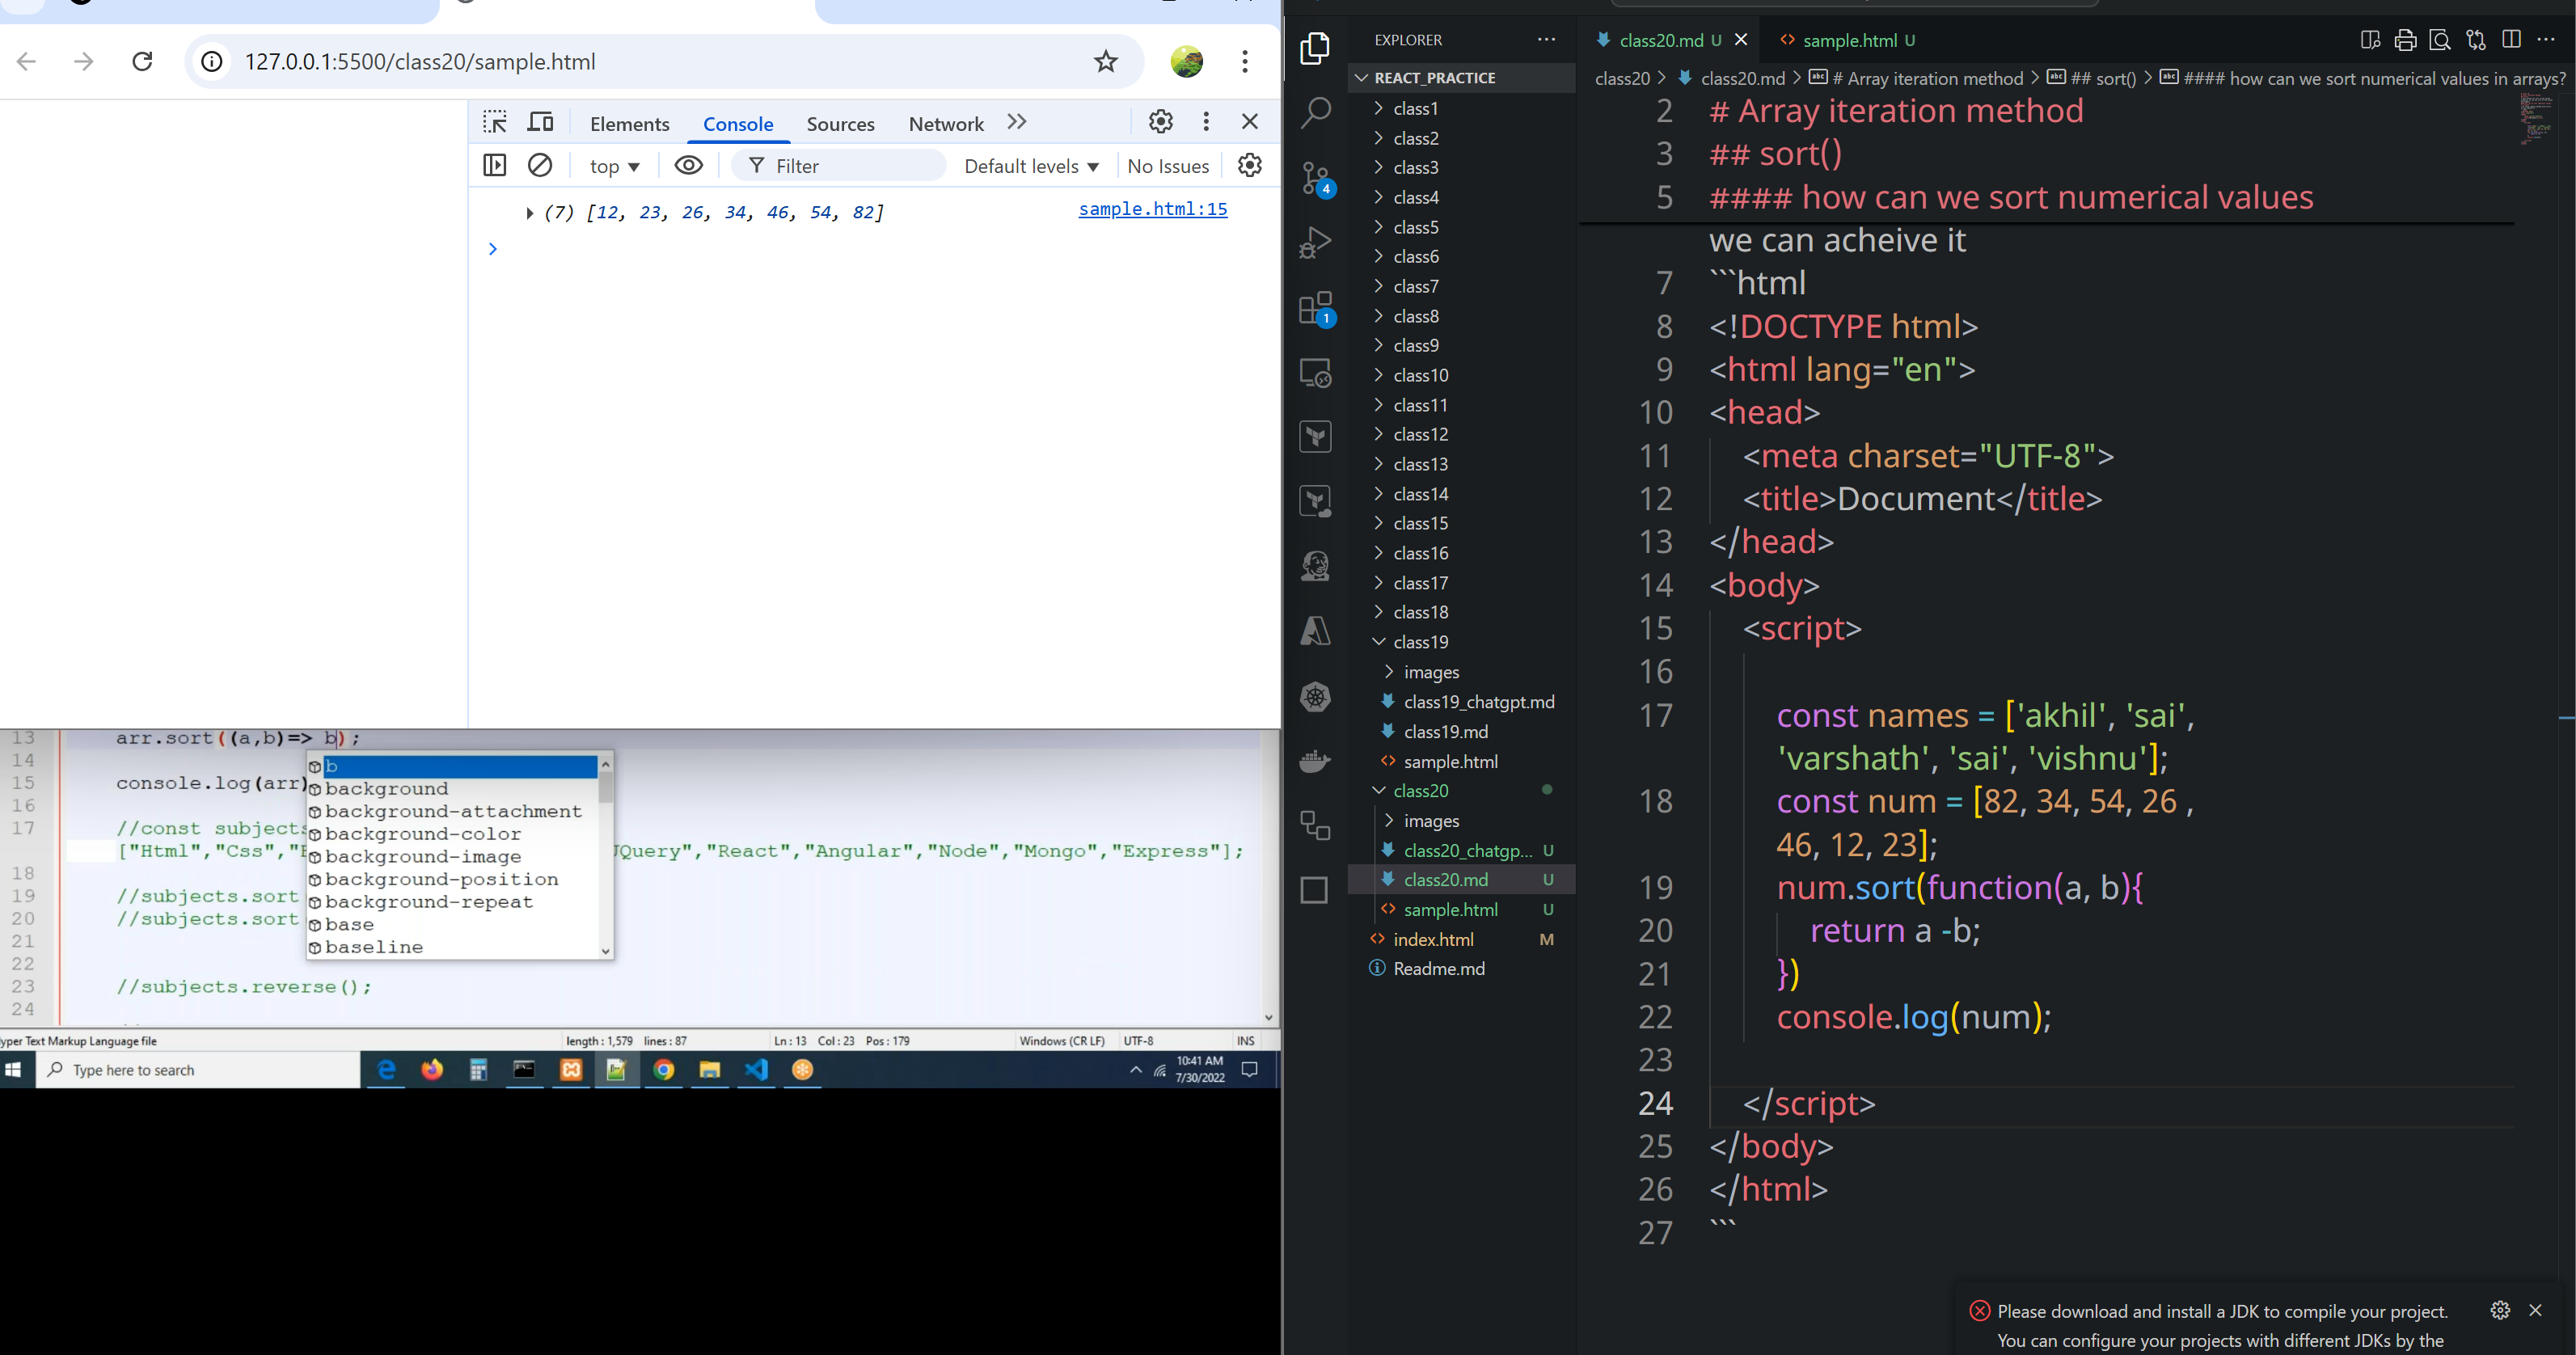 127.0.0.1:5500/class20/sample.html
Elements Console Sources Network
top Filter Default levels No Issues
(7) [12, 23, 26, 34, 46, 54, 82] sample.html:15
13 arr.sort((a,b)=> b);
14
15 console.log(arr)
16
17 //const subjects
["Html","Css", Query","React","Angular","Node","Mongo","Express"];
18
19 //subjects.sort
20 //subjects.sort
21
22
23 //subjects.reverse();
24
b
background
background-attachment
background-color
background-image
background-position
background-repeat
base
baseline
yper Text Markup Language file length : 1,579 lines : 87 Ln : 13 Col : 23 Pos : 179 Windows (CR LF) UTF-8 INS
Type here to search
10:41 AM
7/30/2022
EXPLORER
REACT_PRACTICE
class1
class2
class3
class4
class5
class6
class7
class8
class9
class10
class11
class12
class13
class14
class15
class16
class17
class18
class19
images
class19_chatgpt.md
class19.md
sample.html
class20
images
class20_chatgp... U
class20.md U
sample.html U
index.html M
Readme.md
4
1
class20.md U sample.html U
class20 > class20.md > # Array iteration method > ## sort() > #### how can we sort numerical values in arrays?
2 # Array iteration method
3 ## sort()
5 #### how can we sort numerical values
we can acheive it
7 ```html
8 <!DOCTYPE html>
9 <html lang="en">
10 <head>
11 <meta charset="UTF-8">
12 <title>Document</title>
13 </head>
14 <body>
15 <script>
16
17 const names = ['akhil', 'sai',
'varshath', 'sai', 'vishnu'];
18 const num = [82, 34, 54, 26 ,
46, 12, 23];
19 num.sort(function(a, b){
20 return a -b;
21 })
22 console.log(num);
23
24 </script>
25 </body>
26 </html>
27 ```
Please download and install a JDK to compile your project.
You can configure your projects with different JDKs by the